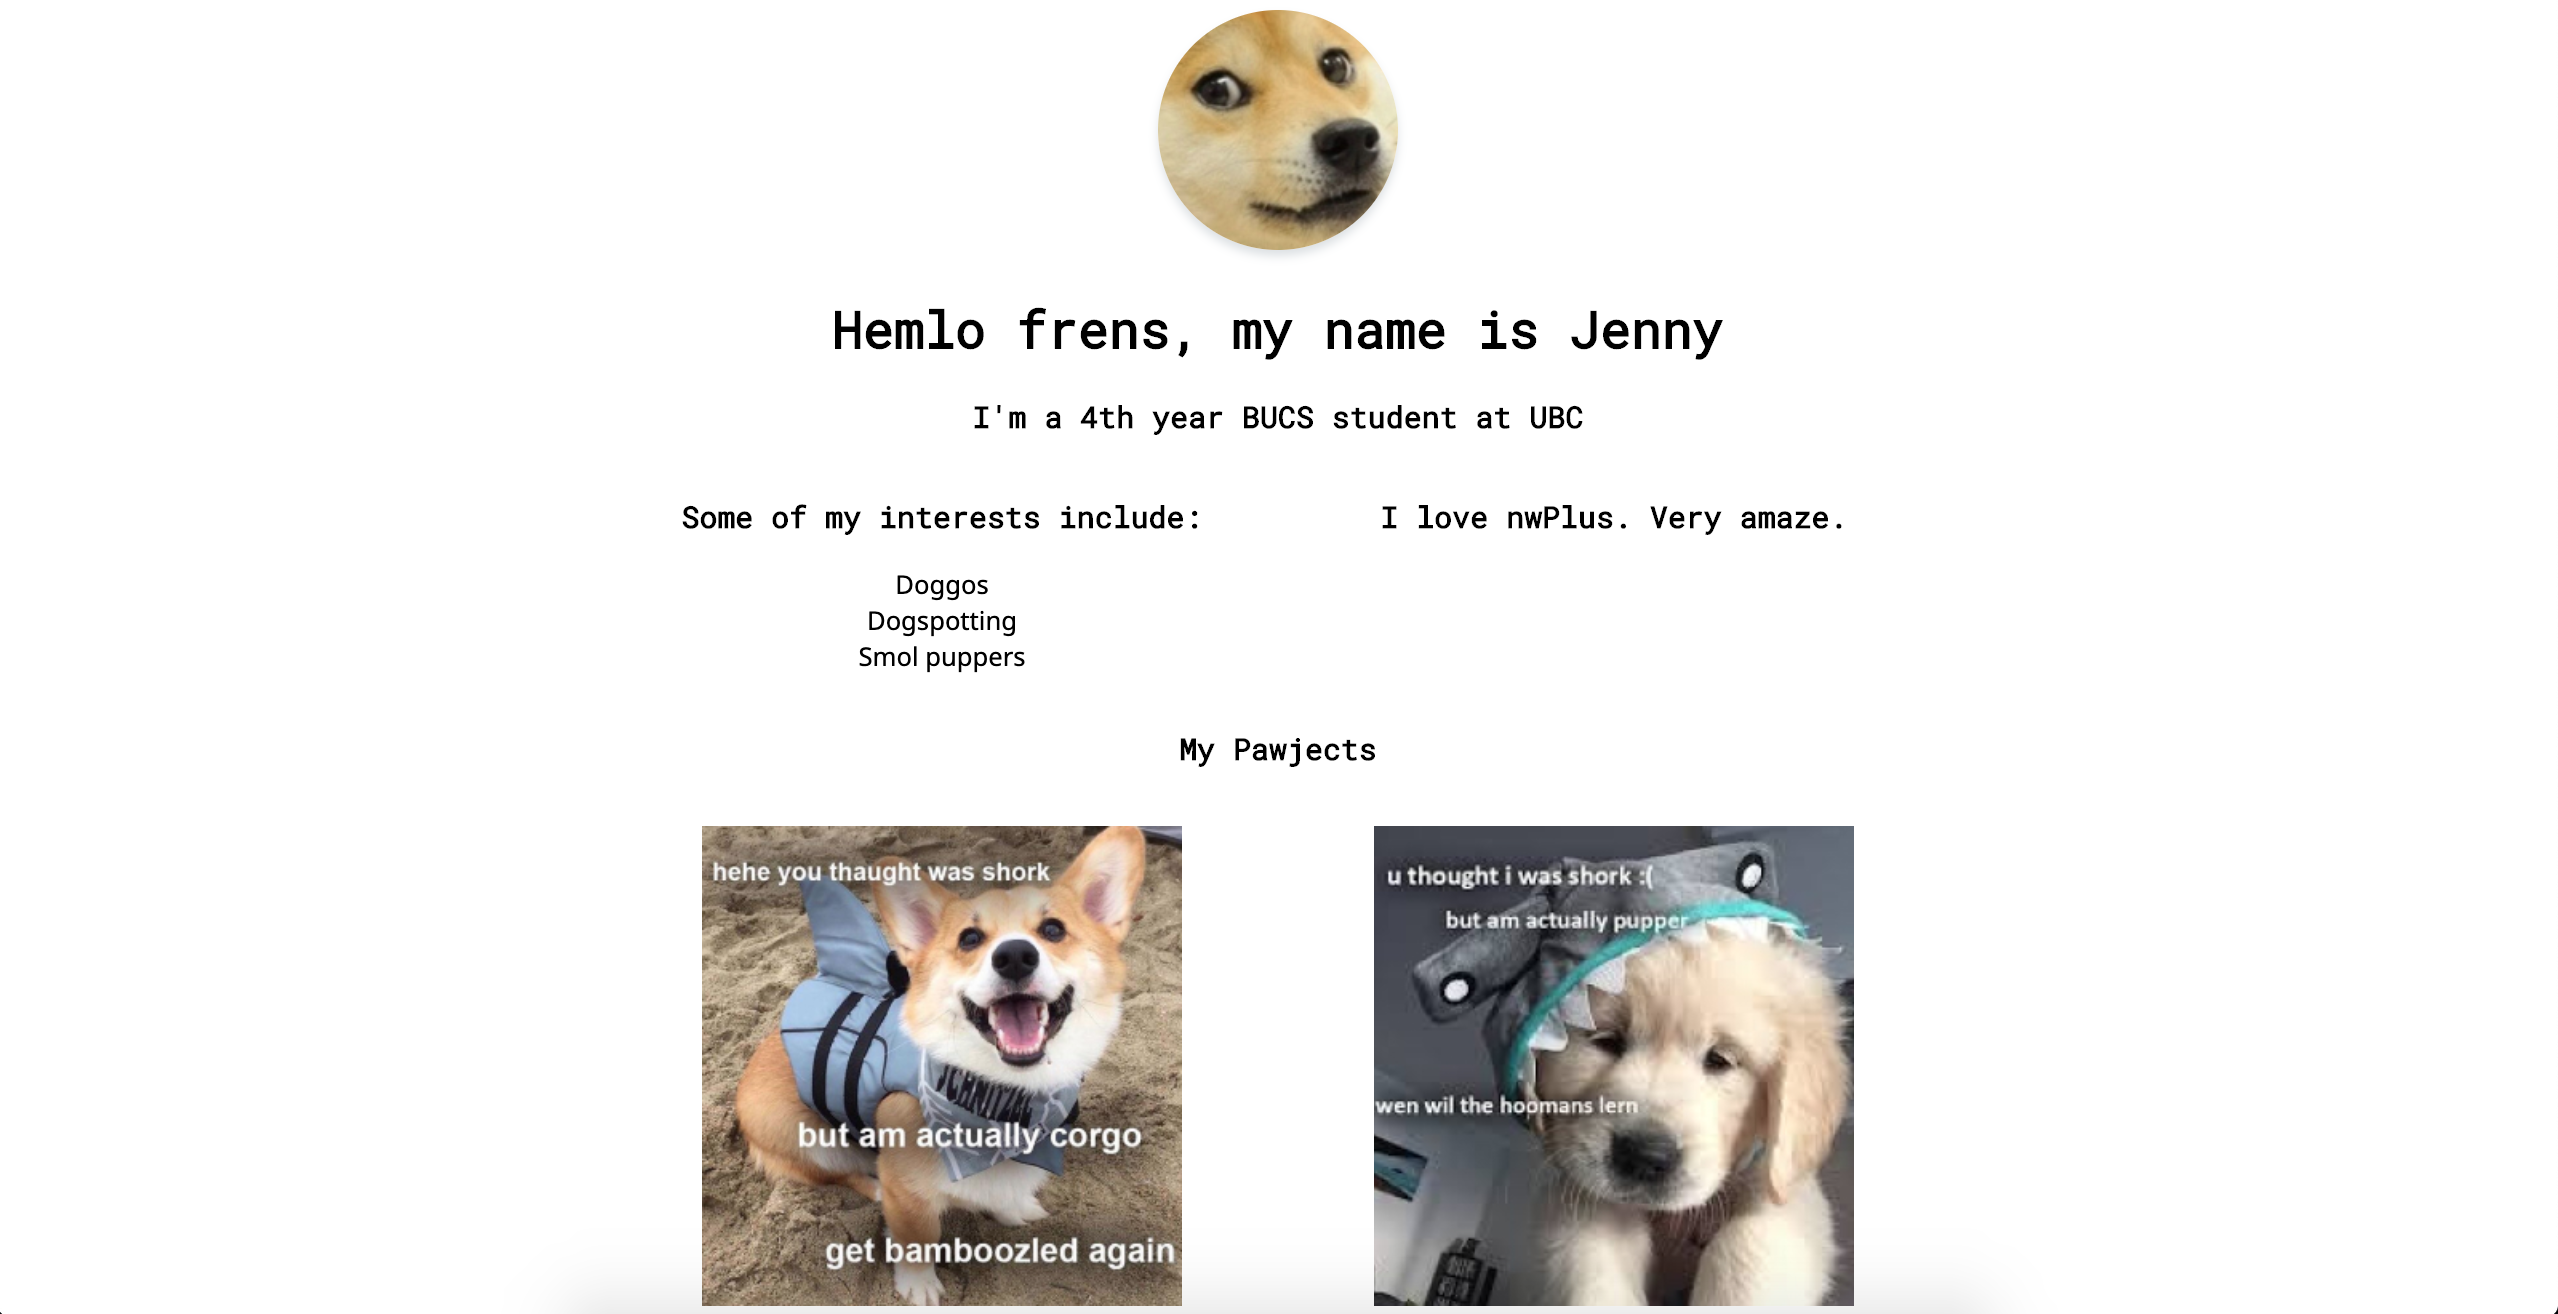 Hemlo frens, my name is Jenny
I'm a 4th year BUCS student at UBC
Some of my interests include:
Doggos
Dogspotting
Smol puppers
I love nwPlus. Very amaze.
My Pawjects
hehe you thaught was shork
SCHNITZEL
but am actually corgo
get bamboozled again
u thought i was shork :(
but am actually pupper
wen wil the hoomans lern